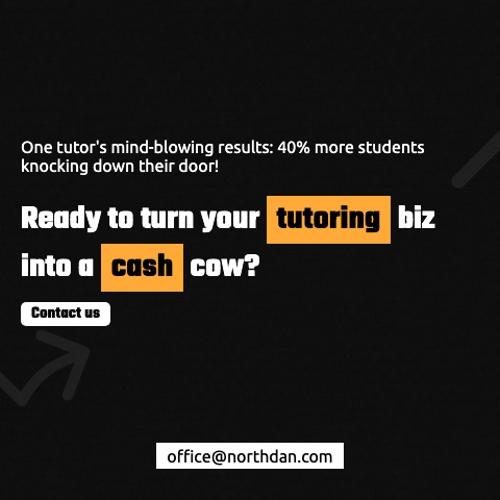 One tutor's mind-blowing results: 40% more students
knocking down their door!
Ready to turn your tutoring biz
into a cash cow?
Contact us
office@northdan.com